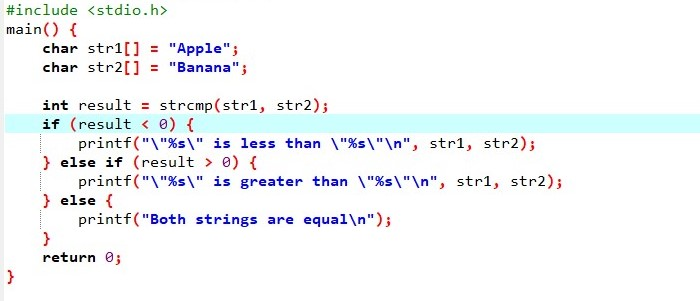 #include <stdio.h>
main() {
    char str1[] = "Apple";
    char str2[] = "Banana";

    int result = strcmp(str1, str2);
    if (result < 0) {
        printf("\"%s\" is less than \"%s\"\n", str1, str2);
    } else if (result > 0) {
        printf("\"%s\" is greater than \"%s\"\n", str1, str2);
    } else {
        printf("Both strings are equal\n");
    }
    return 0;
}